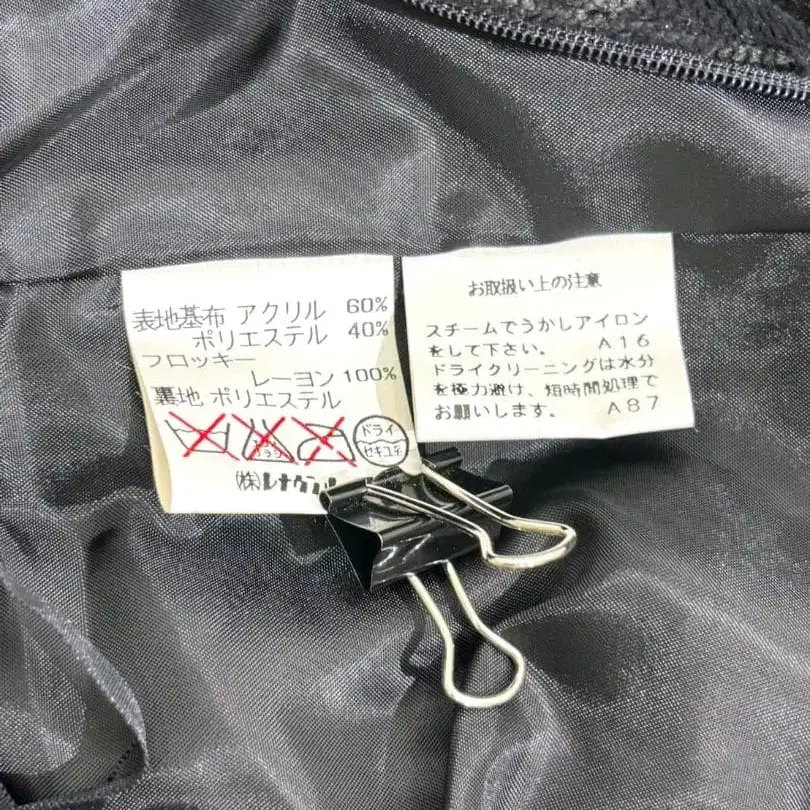 表地基布 アクリル 60%
ポリエステル 40%
フロッキー
レーヨン 100%
裏地 ポリエステル
ドライ
セキユ系
(株)レナウン
お取扱い上の注意
スチームでうかしアイロン
をして下さい。 A16
ドライクリーニングは水分
を極力避け、短時間処理で
お願いします。 A87